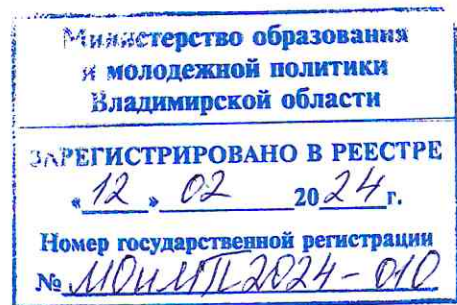 Министерство образования
и молодежной политики
Владимирской области
ЗАРЕГИСТРИРОВАНО В РЕЕСТРЕ
«12» 02 2024 г.
Номер государственной регистрации
№ МОиМП-2024-010